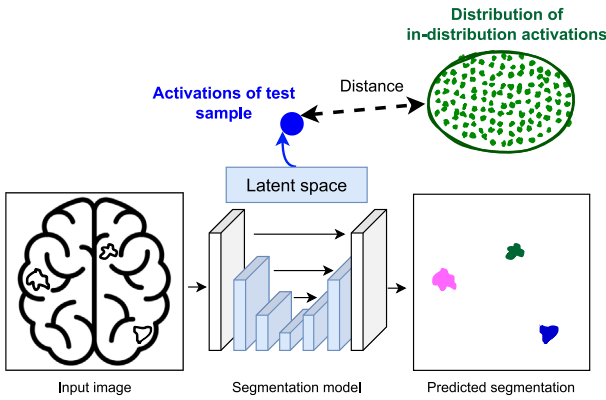 Distribution of
in-distribution activations
Activations of test
sample
Distance
Latent space
Input image
Segmentation model
Predicted segmentation